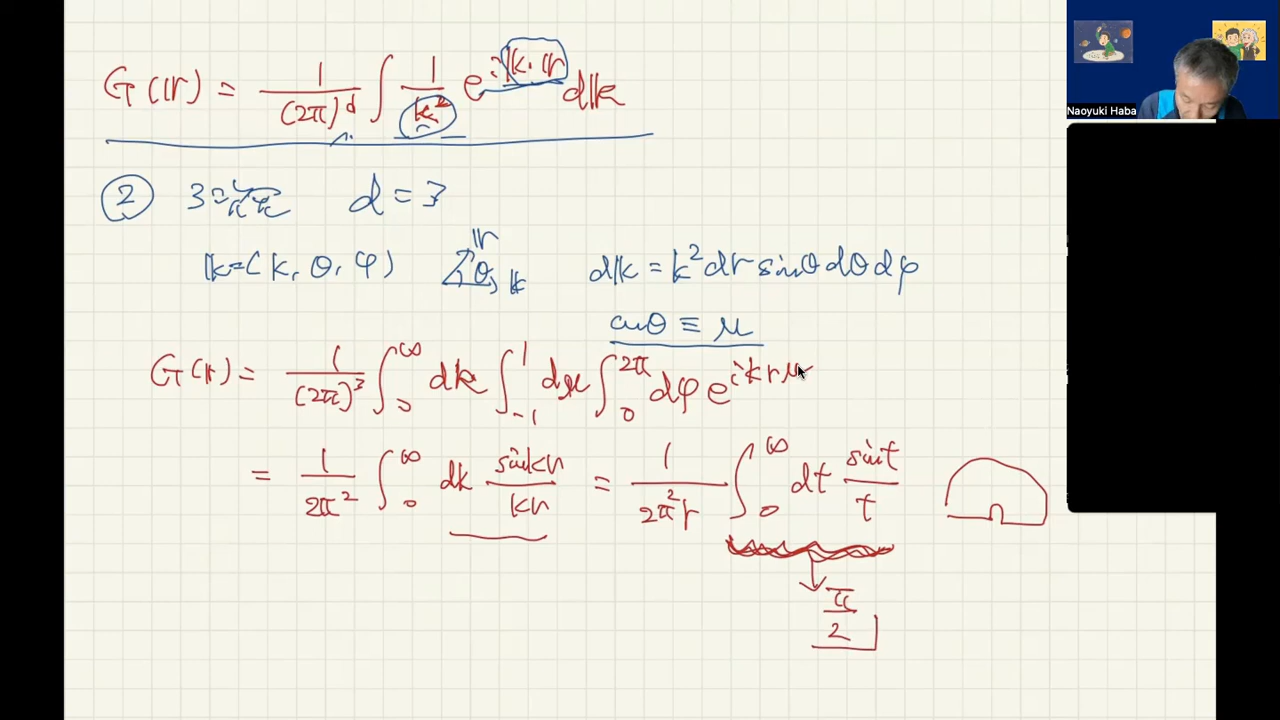 G(𝕣) = 1/(2π)^d ∫ 1/𝕜² e^{i𝕜·𝕣} d𝕜
Naoyuki Haba
② 3次元 d = 3
𝕜=(k, θ, φ) 𝕣 θ 𝕜 d𝕜 = k²dr sinθ dθ dφ
cosθ ≡ μ
G(r) = 1/(2π)³ ∫_0^∞ dk ∫_{-1}^1 dμ ∫_0^{2π} dφ e^{ikrμ}
= 1/2π² ∫_0^∞ dk sinkr/kr = 1/2π²r ∫_0^∞ dt sint/t
π/2